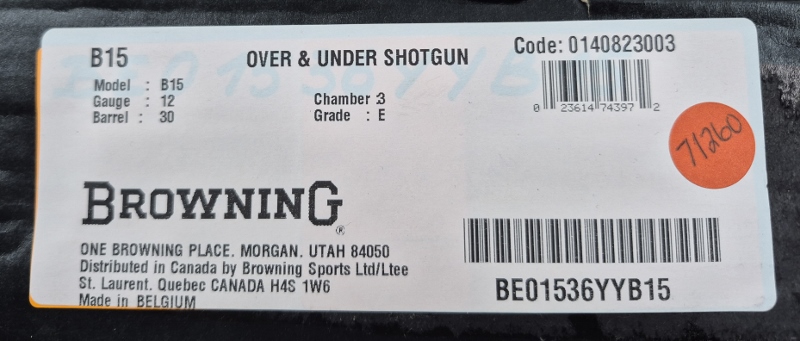 B15
OVER & UNDER SHOTGUN
Code: 0140823003
Model : B15
Gauge : 12
Barrel : 30
Chamber : 3
Grade : E
0 23614 74397 2
71260
BROWNING®
ONE BROWNING PLACE. MORGAN. UTAH 84050
Distributed in Canada by Browning Sports Ltd/Ltee
St. Laurent. Quebec CANADA H4S 1W6
Made in BELGIUM
BE01536YYB15
BE01536YYB